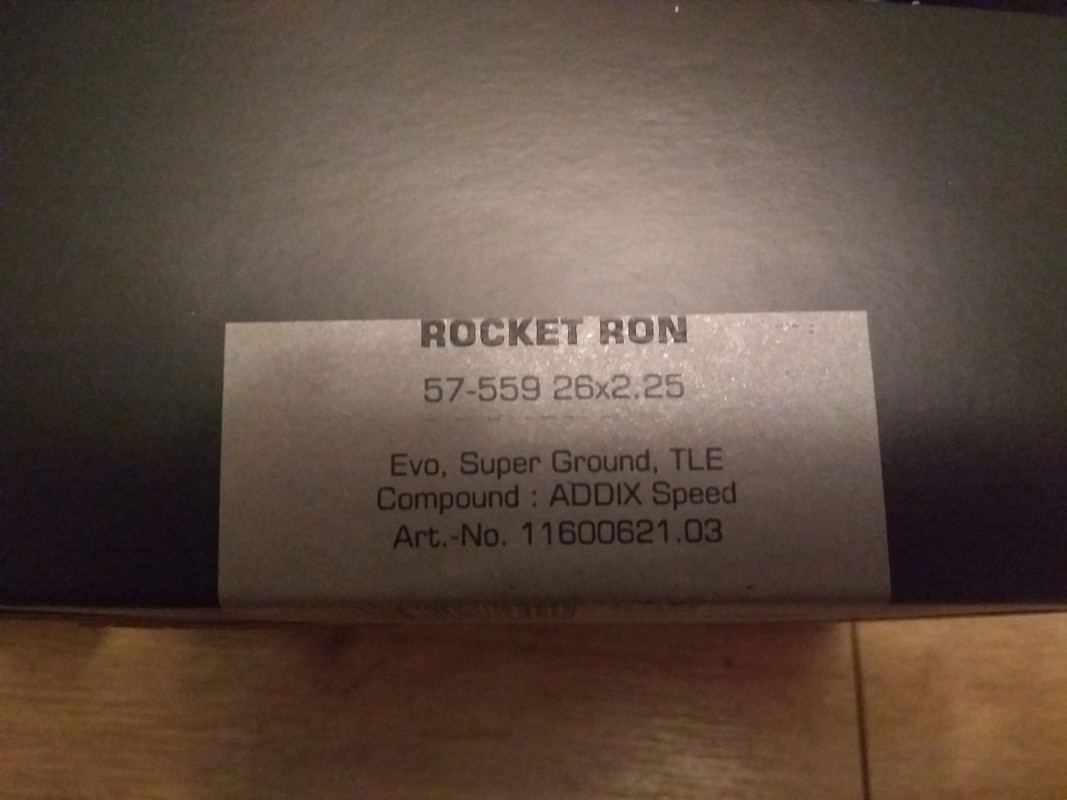 ROCKET RON
57-559 26x2.25
Evo, Super Ground, TLE
Compound : ADDIX Speed
Art.-No. 11600621.03